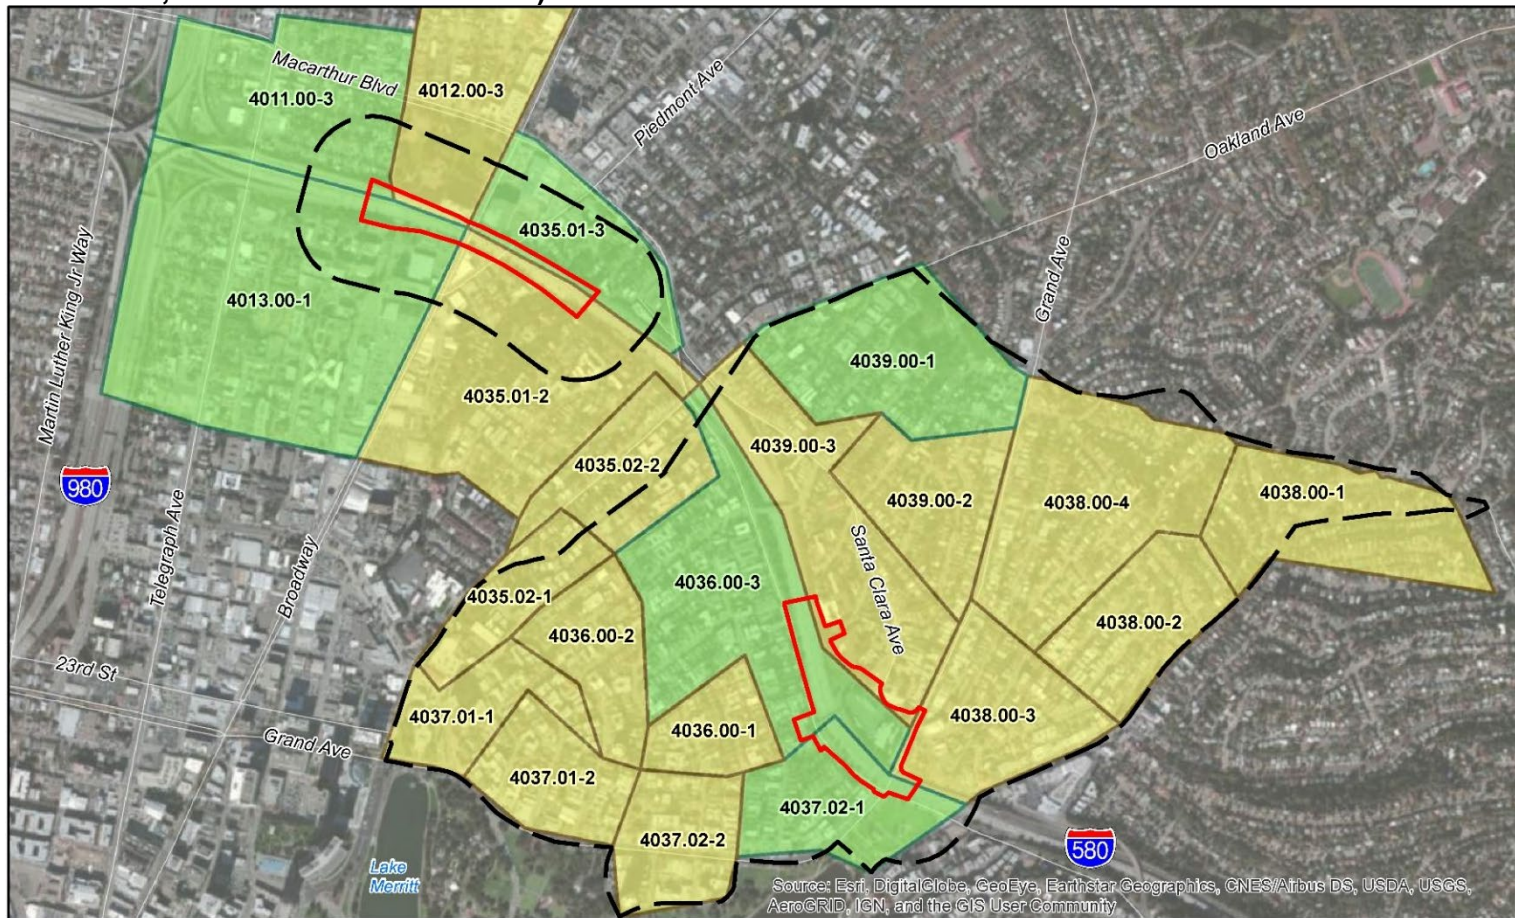 Macarthur Blvd
4011.00-3
4012.00-3
Piedmont Ave
Oakland Ave
4035.01-3
Martin Luther King Jr Way
4013.00-1
Grand Ave
4039.00-1
4035.01-2
4039.00-3
4035.02-2
980
4038.00-1
4039.00-2
4038.00-4
Telegraph Ave
Broadway
Santa Clara Ave
4036.00-3
4035.02-1
4036.00-2
4038.00-2
23rd St
4037.01-1
4038.00-3
4036.00-1
Grand Ave
4037.01-2
4037.02-1
4037.02-2
580
Lake
Merritt
Source: Esri, DigitalGlobe, GeoEye, Earthstar Geographics, CNES/Airbus DS, USDA, USGS,
AeroGRID, IGN, and the GIS User Community